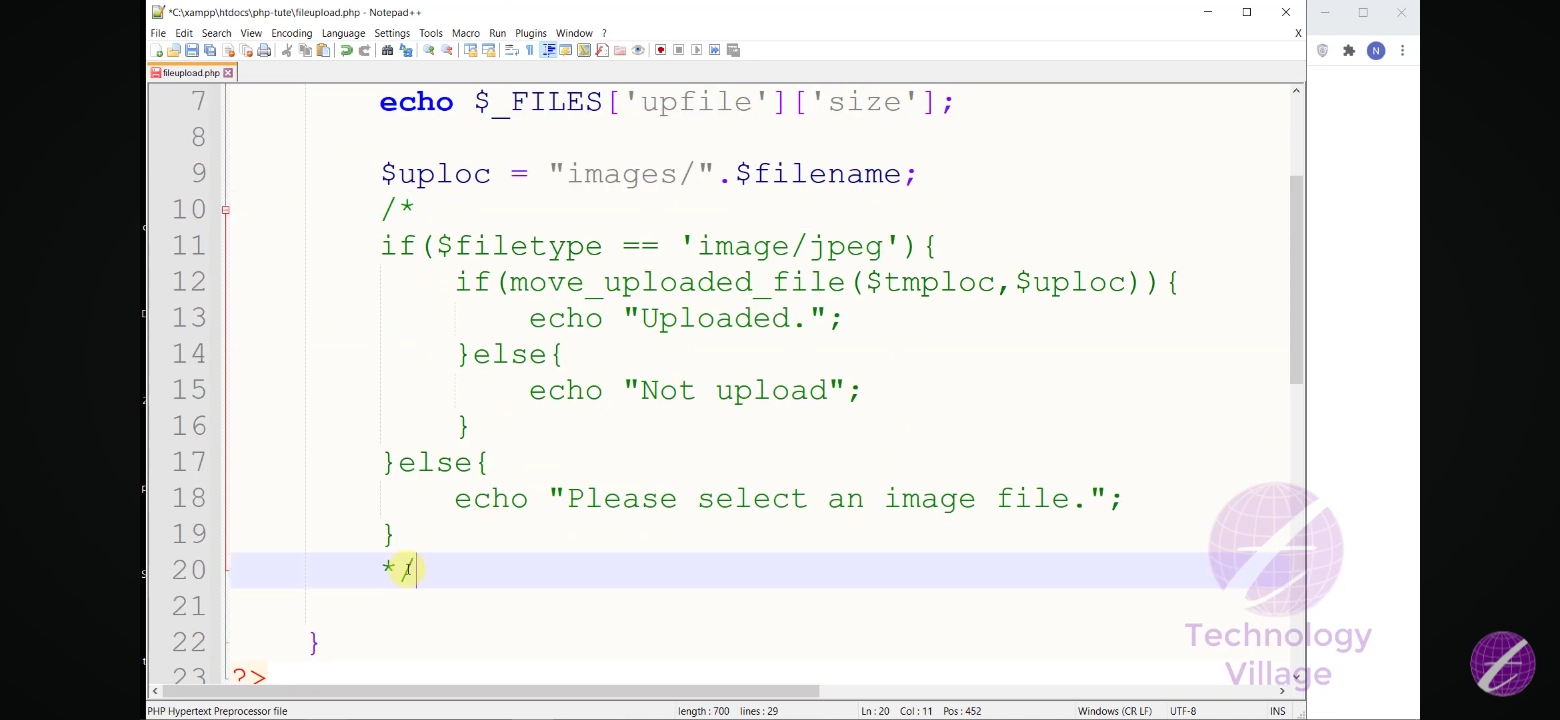 *C:\xampp\htdocs\php-tute\fileupload.php - Notepad++
File Edit Search View Encoding Language Settings Tools Macro Run Plugins Window ? X
fileupload.php
N
7 echo $_FILES['upfile']['size'];
8
9 $uploc = "images/".$filename;
10 /*
11 if($filetype == 'image/jpeg'){
12 if(move_uploaded_file($tmploc,$uploc)){
13 echo "Uploaded.";
14 }else{
15 echo "Not upload";
16 }
17 }else{
18 echo "Please select an image file.";
19 }
20 */
21
22 }
23 ?>
Technology
Village
PHP Hypertext Preprocessor file length : 700 lines : 29 Ln : 20 Col : 11 Pos : 452 Windows (CR LF) UTF-8 INS